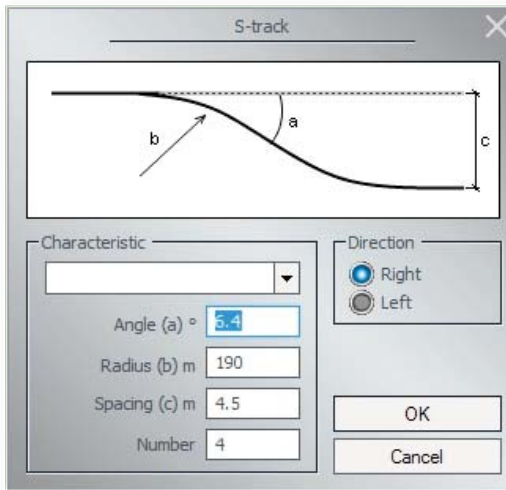 S-track
a
b
c
Characteristic
Angle (a) ° 6.4
Radius (b) m 190
Spacing (c) m 4.5
Number 4
Direction
Right
Left
OK
Cancel